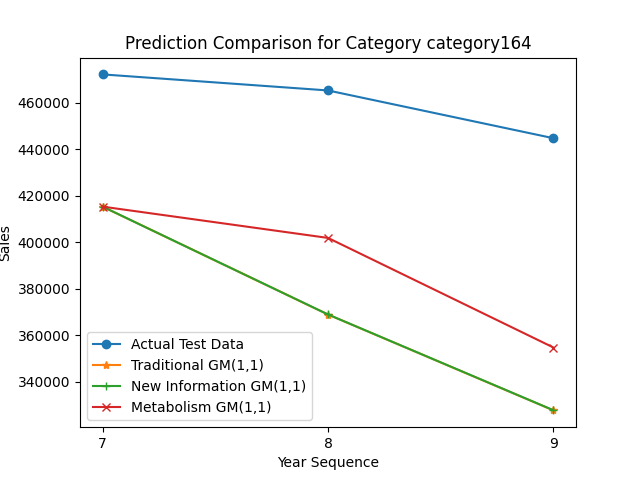 Prediction Comparison for Category category164
Sales
460000
440000
420000
400000
380000
360000
340000
Actual Test Data
Traditional GM(1,1)
New Information GM(1,1)
Metabolism GM(1,1)
7
8
9
Year Sequence